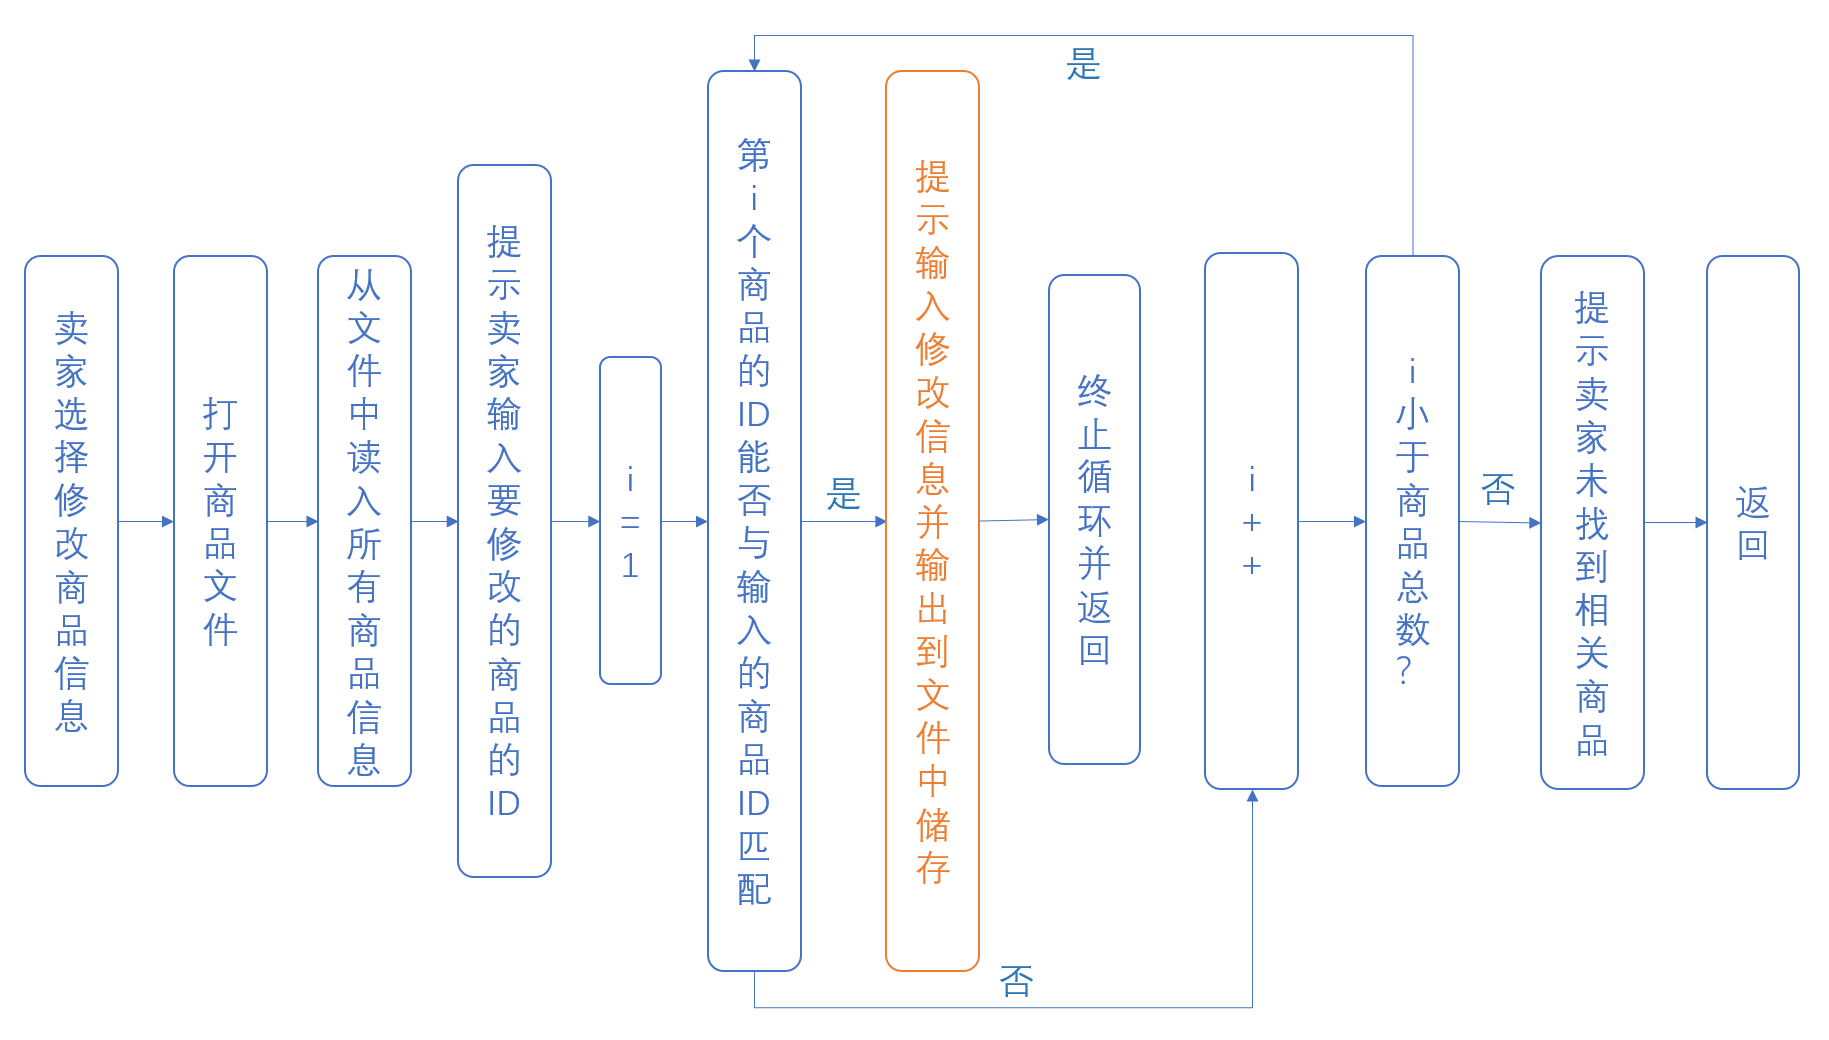 卖家选择修改商品信息
打开商品文件
从文件中读入所有商品信息
提示卖家输入要修改的商品的ID
i=1
第i个商品的ID能否与输入的商品ID匹配
是
提示输入修改信息并输出到文件中储存
终止循环并返回
否
i++
i小于商品总数?
是
否
提示卖家未找到相关商品
返回